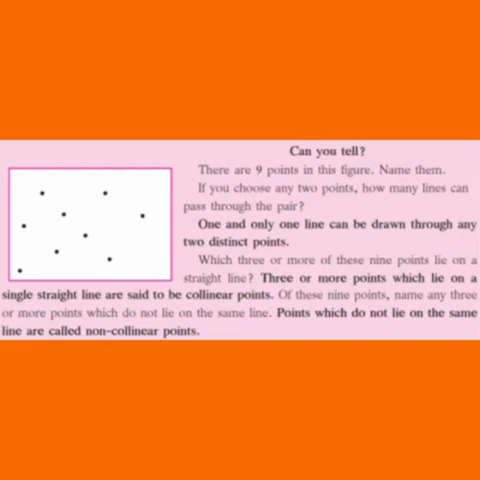 Can you tell?
There are 9 points in this figure. Name them.
If you choose any two points, how many lines can
pass through the pair?
One and only one line can be drawn through any
two distinct points.
Which three or more of these nine points lie on a
straight line? Three or more points which lie on a
single straight line are said to be collinear points. Of these nine points, name any three
or more points which do not lie on the same line. Points which do not lie on the same
line are called non-collinear points.